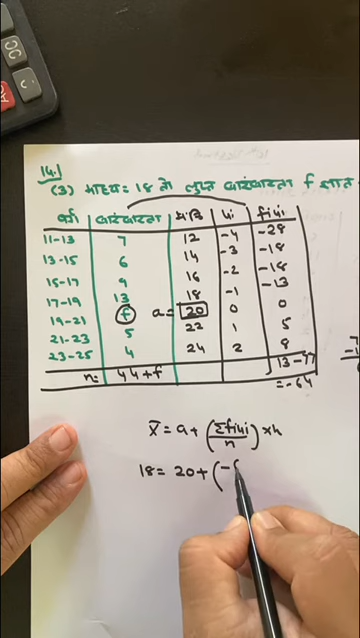 14.1
(3) माध्य = 18 तो लुप्त बारंबारता f ज्ञात
वर्ग बारंबारता म.बिं ui fiui
11-13 7 12 -4 -28
13-15 6 14 -3 -18
15-17 9 16 -2 -18
17-19 13 18 -1 -13
19-21 f a= 20 0 0
21-23 5 22 1 5
23-25 4 24 2 8
n= 44+f 13-77
=-64
x̄ = a + (Σfiui/n) × h
18 = 20 + (-